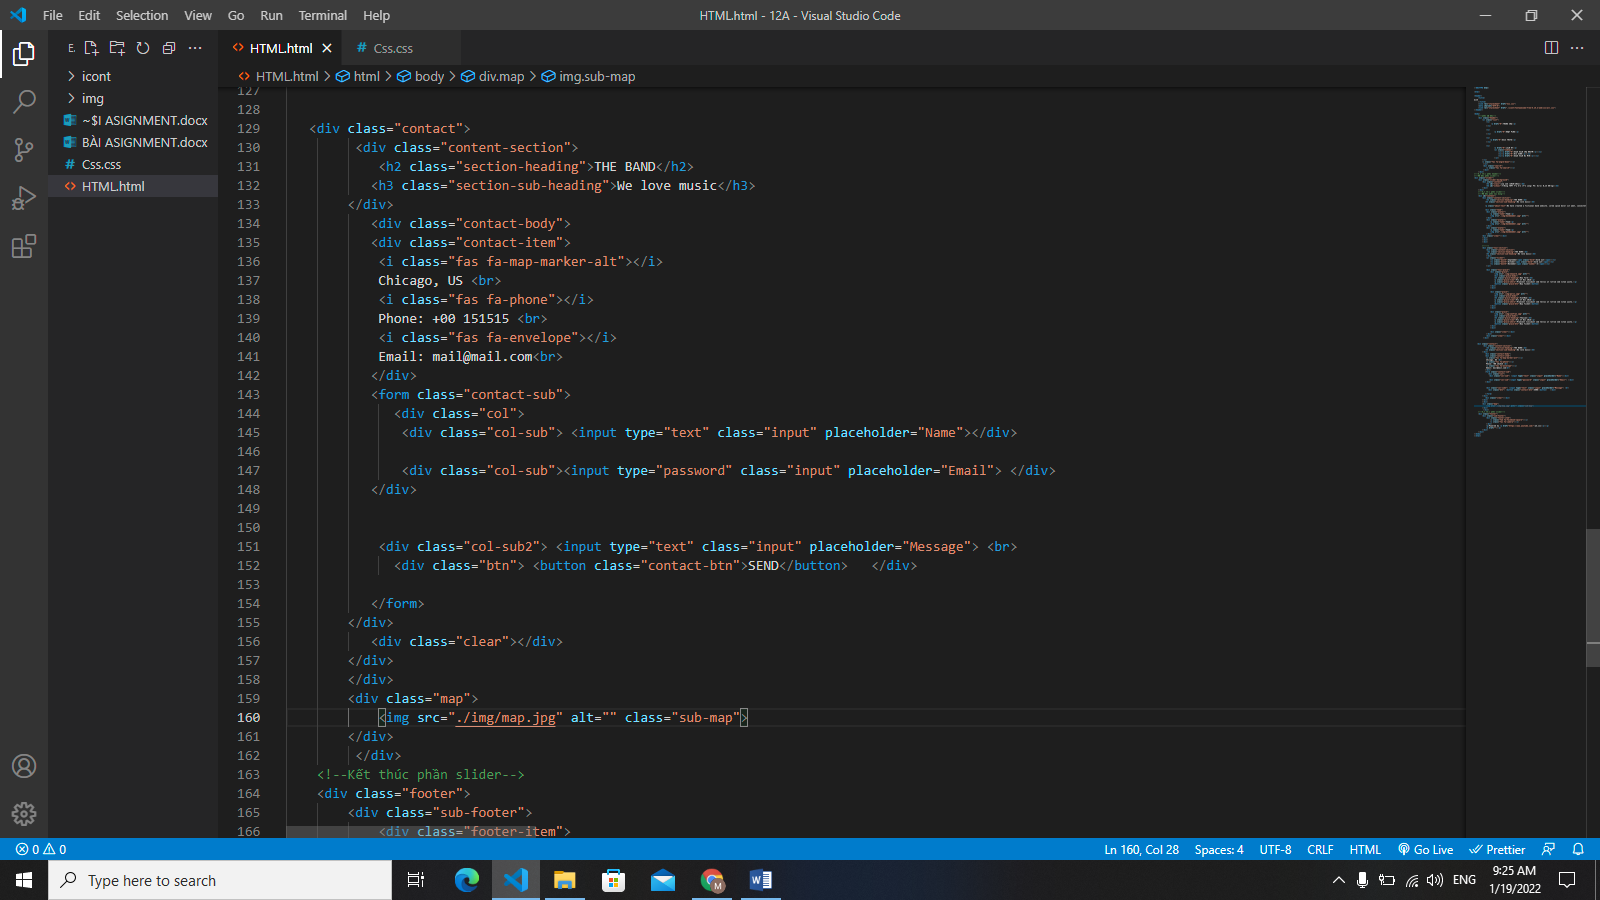 File Edit Selection View Go Run Terminal Help
HTML.html - 12A - Visual Studio Code
E.
HTML.html
Css.css
HTML.html > html > body > div.map > img.sub-map
icont
img
~$I ASIGNMENT.docx
BÀI ASIGNMENT.docx
Css.css
HTML.html
127
128
129 <div class="contact">
130 <div class="content-section">
131 <h2 class="section-heading">THE BAND</h2>
132 <h3 class="section-sub-heading">We love music</h3>
133 </div>
134 <div class="contact-body">
135 <div class="contact-item">
136 <i class="fas fa-map-marker-alt"></i>
137 Chicago, US <br>
138 <i class="fas fa-phone"></i>
139 Phone: +00 151515 <br>
140 <i class="fas fa-envelope"></i>
141 Email: mail@mail.com<br>
142 </div>
143 <form class="contact-sub">
144 <div class="col">
145 <div class="col-sub"> <input type="text" class="input" placeholder="Name"></div>
146
147 <div class="col-sub"><input type="password" class="input" placeholder="Email"> </div>
148 </div>
149
150
151 <div class="col-sub2"> <input type="text" class="input" placeholder="Message"> <br>
152 <div class="btn"> <button class="contact-btn">SEND</button> </div>
153
154 </form>
155 </div>
156 <div class="clear"></div>
157 </div>
158 </div>
159 <div class="map">
160 <img src="./img/map.jpg" alt="" class="sub-map">
161 </div>
162 </div>
163 <!--Kết thúc phần slider-->
164 <div class="footer">
165 <div class="sub-footer">
166 <div class="footer-item">
0 0
Ln 160, Col 28 Spaces: 4 UTF-8 CRLF HTML Go Live Prettier
Type here to search
M
ENG
9:25 AM
1/19/2022